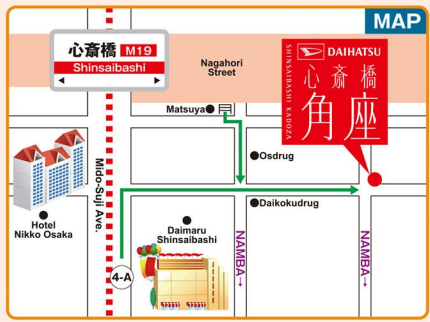 MAP
心斎橋 M19
Shinsaibashi
Nagahori
Street
DAIHATSU
SHINSAIBASHI KADOZA
心斎橋
角座
Matsuya
Osdrug
Mido-Suji Ave.
Hotel
Nikko Osaka
Daimaru
Shinsaibashi
Daikokudrug
4-A
NAMBA→
NAMBA→